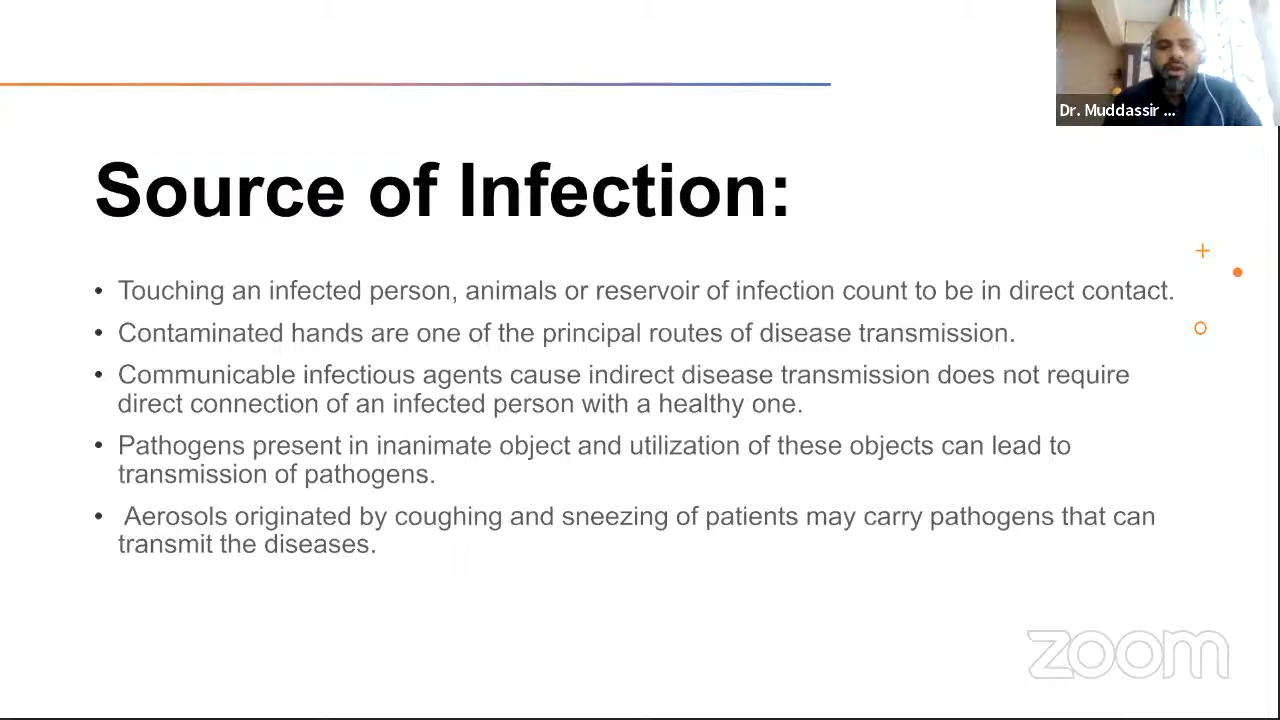 Dr. Muddassir ...
Source of Infection:
• Touching an infected person, animals or reservoir of infection count to be in direct contact.
• Contaminated hands are one of the principal routes of disease transmission.
• Communicable infectious agents cause indirect disease transmission does not require
direct connection of an infected person with a healthy one.
• Pathogens present in inanimate object and utilization of these objects can lead to
transmission of pathogens.
• Aerosols originated by coughing and sneezing of patients may carry pathogens that can
transmit the diseases.
zoom